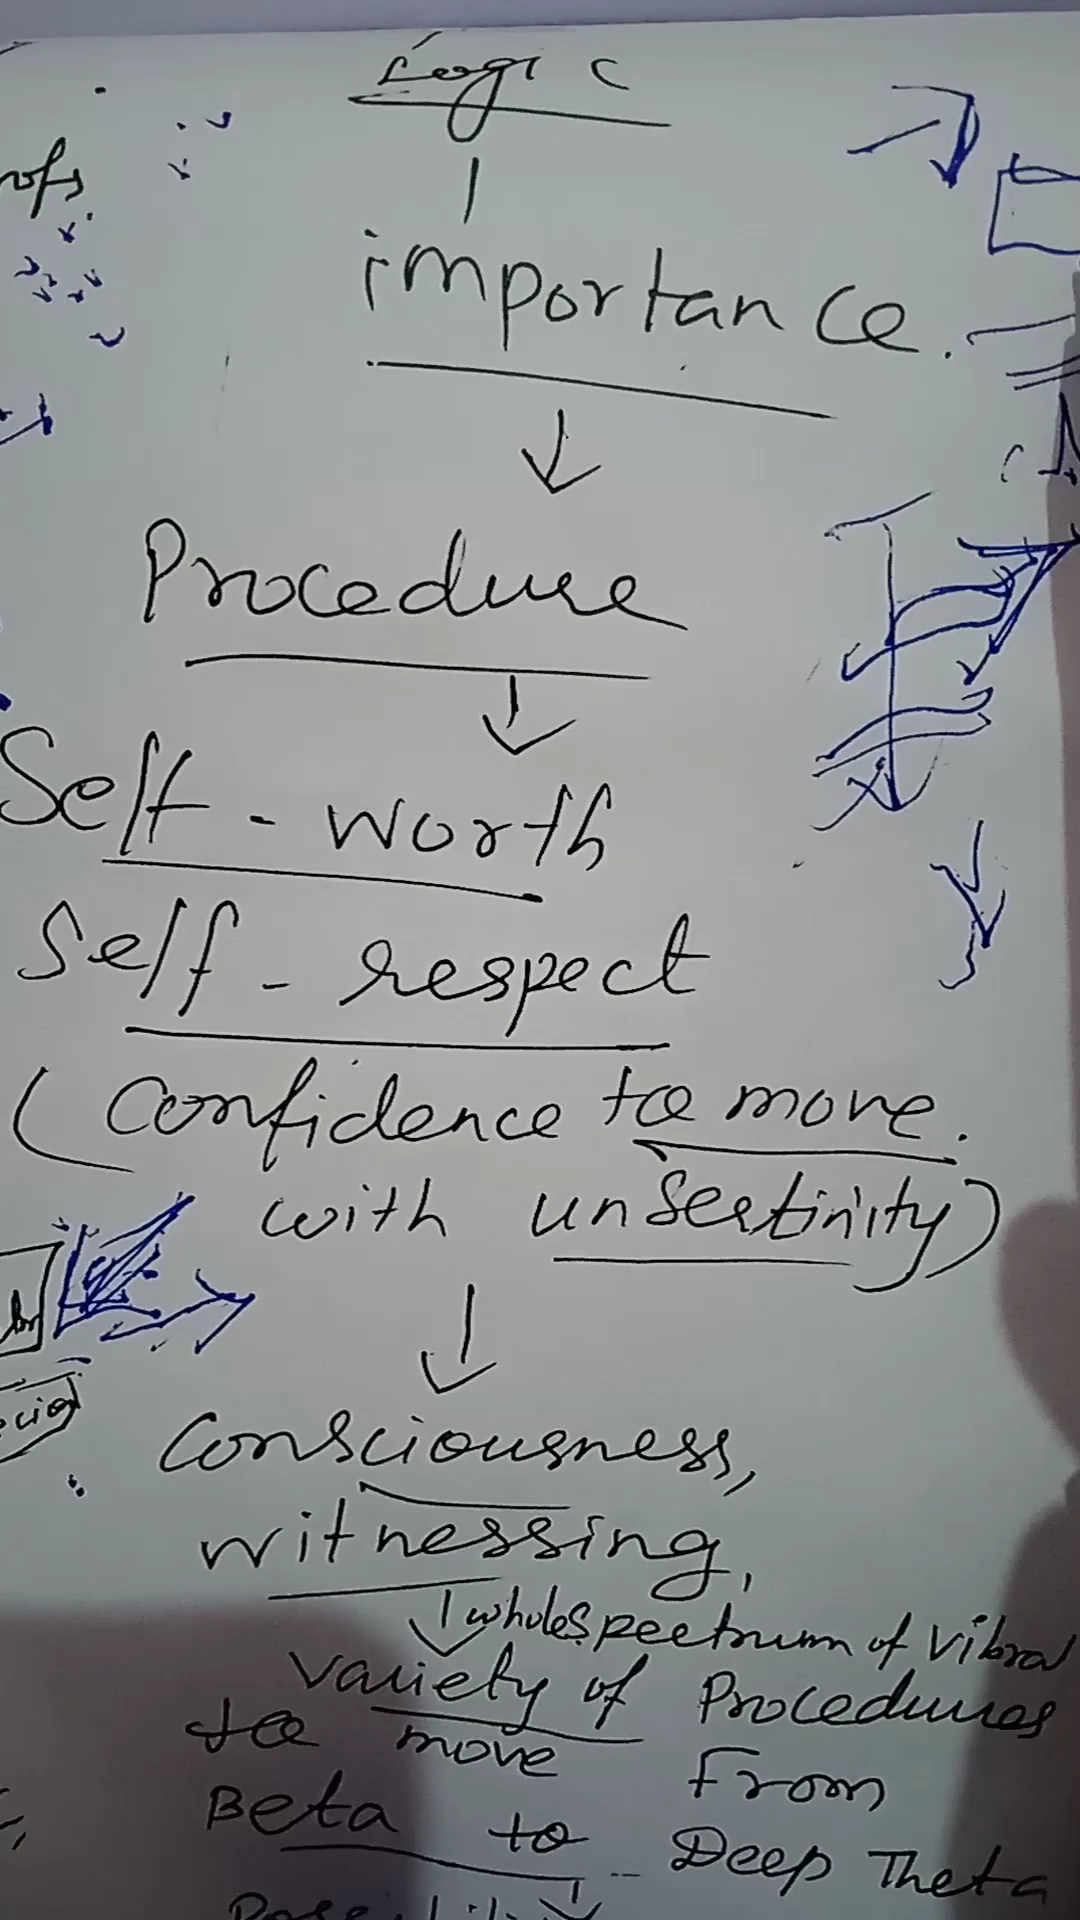 Logic
importance.
Procedure
Self-worth
Self-respect
(Confidence to move.
with unsertinity)
Consciousness,
witnessing,
whole spectrum of vibra
variety of Procedures
to move From
Beta to Deep Theta